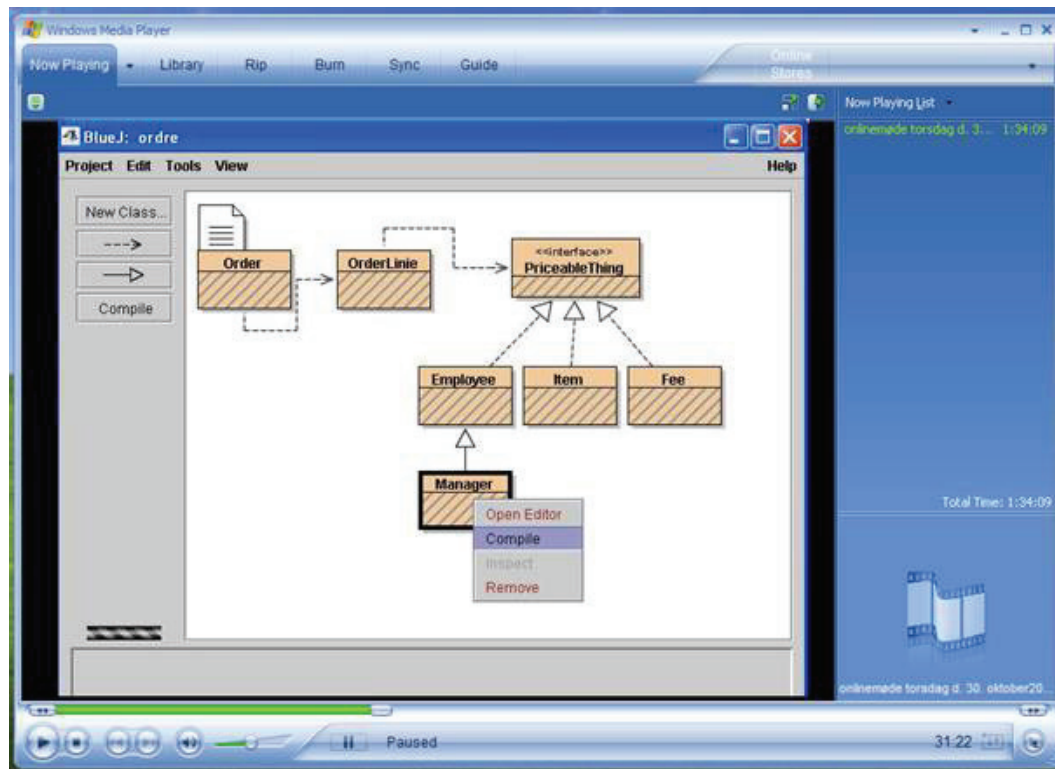 Windows Media Player
Now Playing Library Rip Burn Sync Guide
Online
Stores
Now Playing List
onlinemøde torsdag d. 3... 1:34:09
BlueJ: ordre
Project Edit Tools View Help
New Class...
Compile
Order
OrderLinie
<<interface>>
PriceableThing
Employee
Item
Fee
Manager
Open Editor
Compile
Inspect
Remove
Total Time: 1:34:09
onlinemøde torsdag d. 30. oktober20...
Paused 31:22